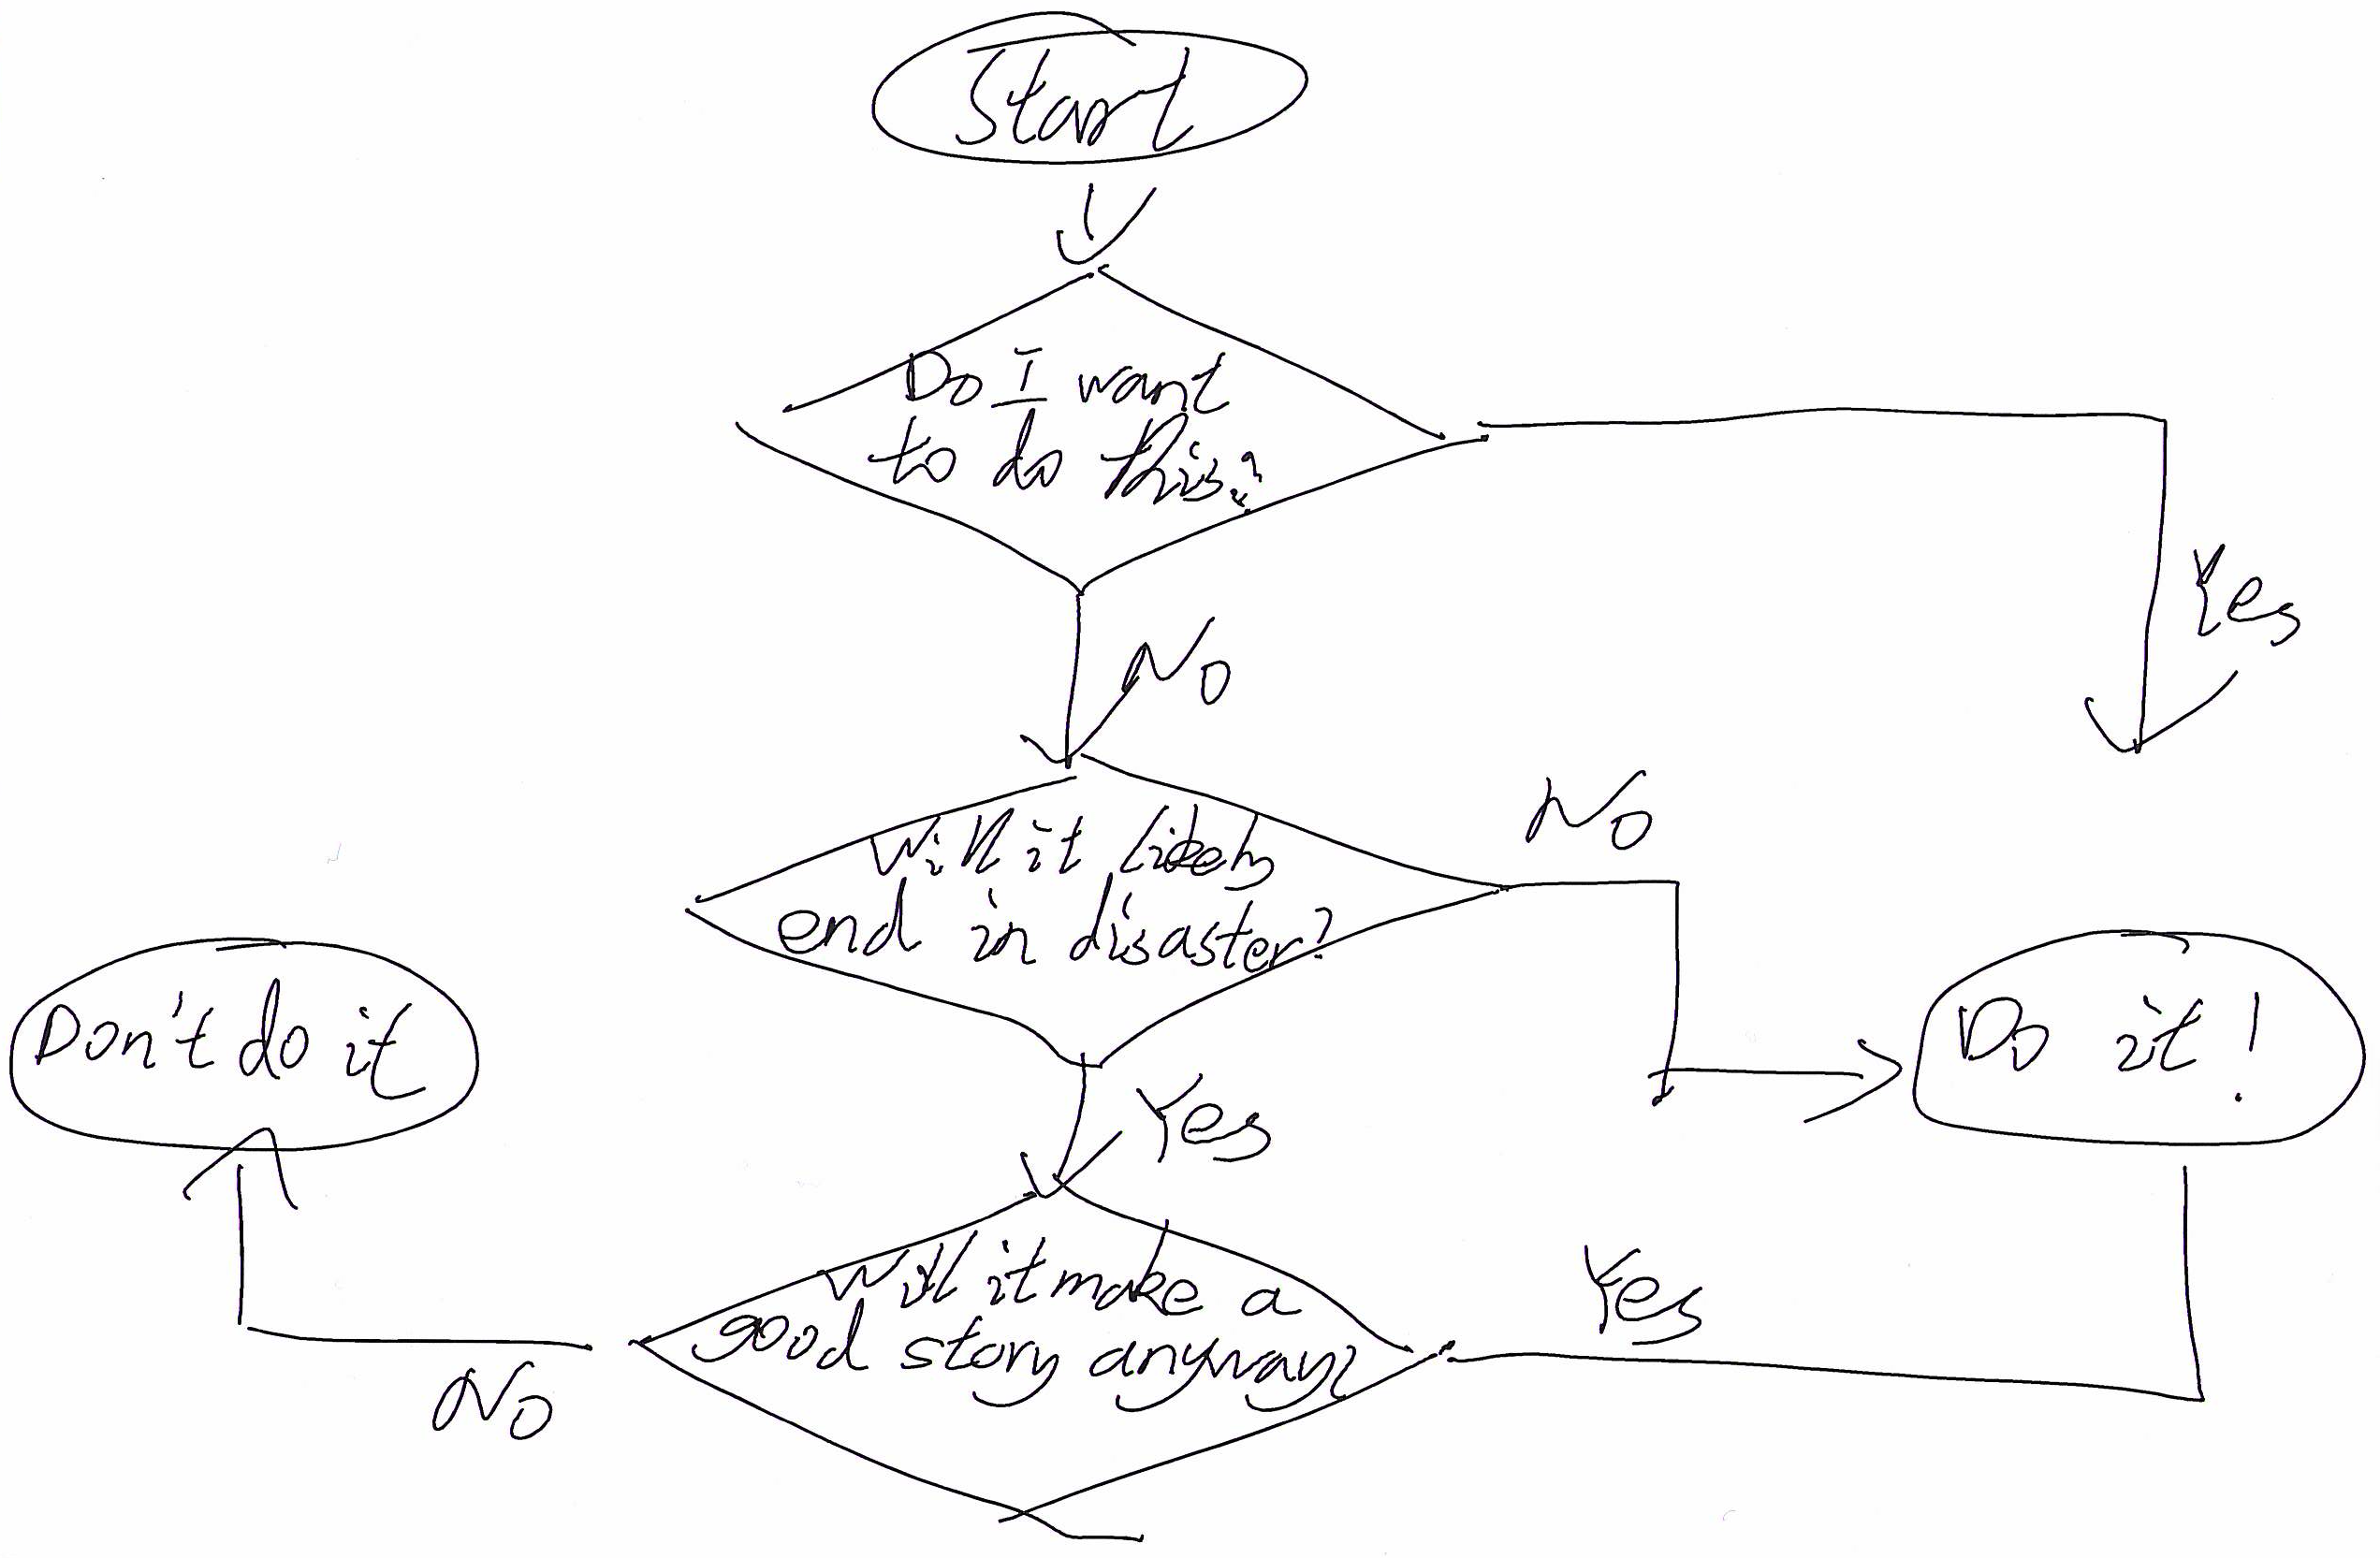 Start
Do I want
to do this?
Yes
No
No
Will it likely
end in disaster?
Don't do it
Do it!
Yes
Will it make a
good story anyway
Yes
No